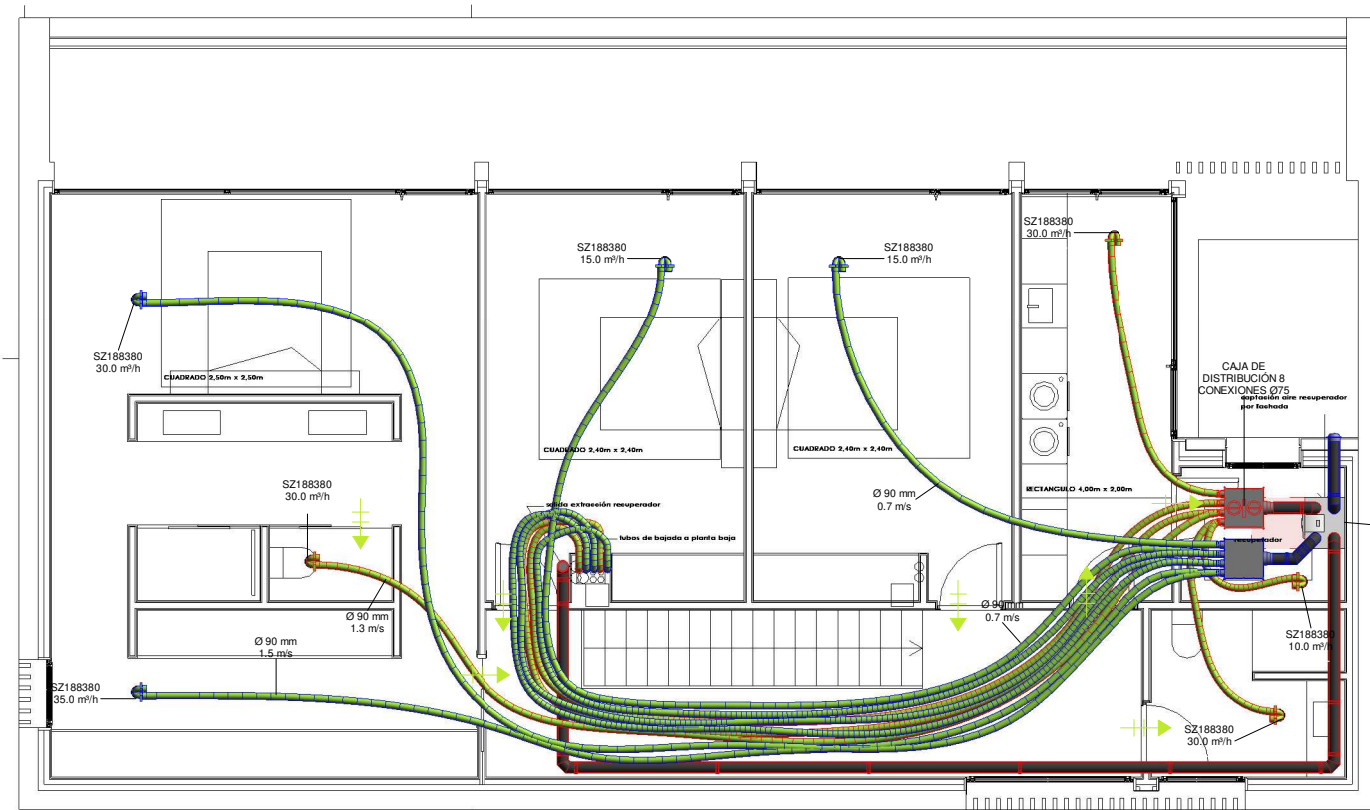 SZ188380
30.0 m³/h
SZ188380
15.0 m³/h
SZ188380
15.0 m³/h
SZ188380
30.0 m³/h
CUADRADO 2,50m x 2,50m
CAJA DE
DISTRIBUCIÓN 8
CONEXIONES Ø75
captación aire recuperador
por fachada
CUADRADO 2,40m x 2,40m
CUADRADO 2,40m x 2,40m
SZ188380
30.0 m³/h
Ø 90 mm
0.7 m/s
RECTANGULO 4,00m x 2,00m
salida extracción recuperador
tubos de bajada a planta baja
recuperador
Ø 90 mm
1.3 m/s
Ø 90 mm
0.7 m/s
Ø 90 mm
1.5 m/s
SZ188380
10.0 m³/h
SZ188380
35.0 m³/h
SZ188380
30.0 m³/h